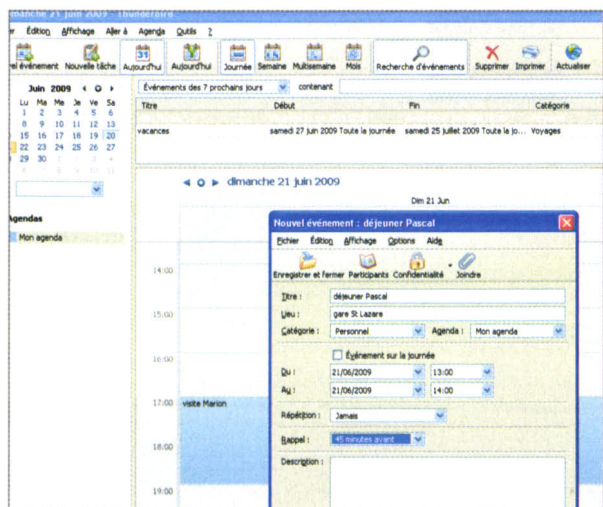 dimanche 21 juin 2009 - Thunderbird
er Édition Affichage Aller à Agenda Outils ?
vel événement Nouvelle tâche Aujourd'hui Aujourd'hui Journée Semaine Multisemaine Mois Recherche d'événements Supprimer Imprimer Actualiser
31
31
Juin 2009
Lu Ma Me Je Ve Sa
1 2 3 4 5 6
8 9 10 11 12 13
15 16 17 18 19 20
22 23 24 25 26 27
29 30
Événements des 7 prochains jours contenant
Titre Début Fin Catégorie
vacances samedi 27 juin 2009 Toute la journée samedi 25 juillet 2009 Toute la jo... Voyages
dimanche 21 juin 2009
Dim 21 Jun
Agendas
Mon agenda
14:00
15:00
16:00
17:00 visite Marion
18:00
19:00
Nouvel événement : déjeuner Pascal
Fichier Édition Affichage Options Aide
Enregistrer et fermer Participants Confidentialité Joindre
Titre : déjeuner Pascal
Lieu : gare St Lazare
Catégorie : Personnel Agenda : Mon agenda
Événement sur la journée
Du : 21/06/2009 13:00
Au : 21/06/2009 14:00
Répétition : Jamais
Rappel : 45 minutes avant
Description :